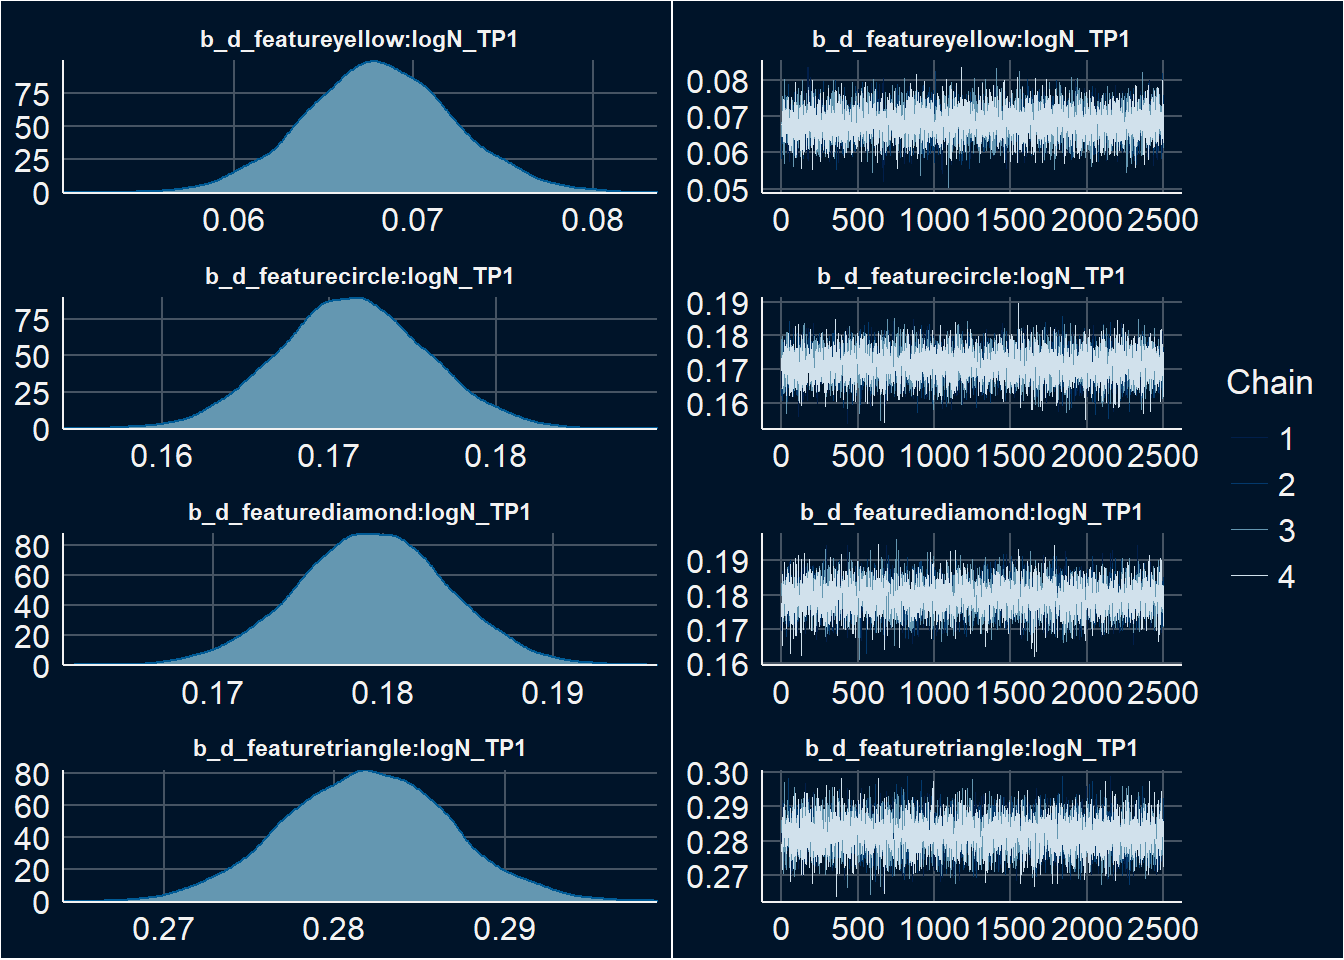 b_d_featureyellow:logN_TP1
75
50
25
0
0.06 0.07 0.08
b_d_featureyellow:logN_TP1
0.08
0.07
0.06
0.05
0 500 1000 1500 2000 2500
b_d_featurecircle:logN_TP1
75
50
25
0
0.16 0.17 0.18
b_d_featurecircle:logN_TP1
0.19
0.18
0.17
0.16
0 500 1000 1500 2000 2500
b_d_featurediamond:logN_TP1
80
60
40
20
0
0.17 0.18 0.19
b_d_featurediamond:logN_TP1
0.19
0.18
0.17
0.16
0 500 1000 1500 2000 2500
b_d_featuretriangle:logN_TP1
80
60
40
20
0
0.27 0.28 0.29
b_d_featuretriangle:logN_TP1
0.30
0.29
0.28
0.27
0 500 1000 1500 2000 2500
Chain
1
2
3
4